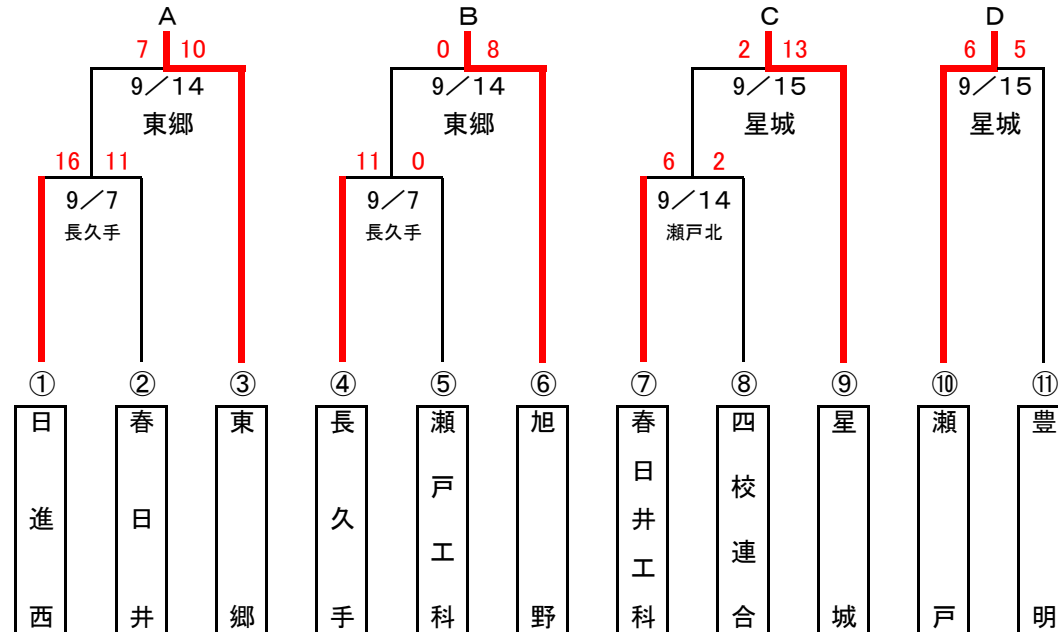 A B C D
7 10 0 8 2 13 6 5
9/14 9/14 9/15 9/15
東郷 東郷 星城 星城
16 11 11 0 6 2
9/7 9/7 9/14
長久手 長久手 瀬戸北
① ② ③ ④ ⑤ ⑥ ⑦ ⑧ ⑨ ⑩ ⑪
日進西
春日井
東郷
長久手
瀬戸工科
旭野
春日井工科
四校連合
星城
瀬戸
豊明